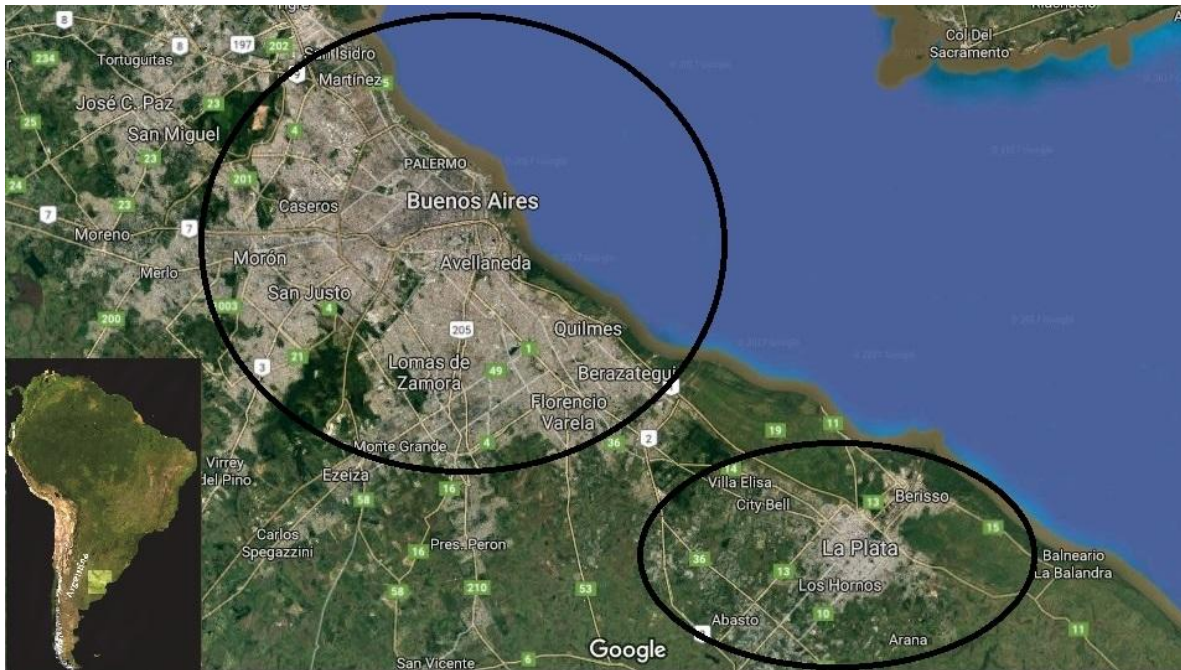 8
8
197
202
San Isidro
Tortuguitas
234
Martínez
Col Del
Sacramento
José C. Paz
23
4
25
San Miguel
23
PALERMO
24
201
Buenos Aires
7
23
Caseros
7
Moreno
Morón
Avellaneda
Merlo
San Justo
003
4
200
205
Quilmes
21
1
3
Lomas de
Zamora
49
Berazategui
Florencio
Varela
19
11
Monte Grande
4
36
2
Virrey
del Pino
Ezeiza
16
Villa Elisa
Berisso
58
City Bell
13
15
Carlos
Spegazzini
16
Pres. Peron
La Plata
36
Balneario
La Balandra
13
Los Hornos
58
210
53
10
Abasto
11
Arana
Google
San Vicente
6